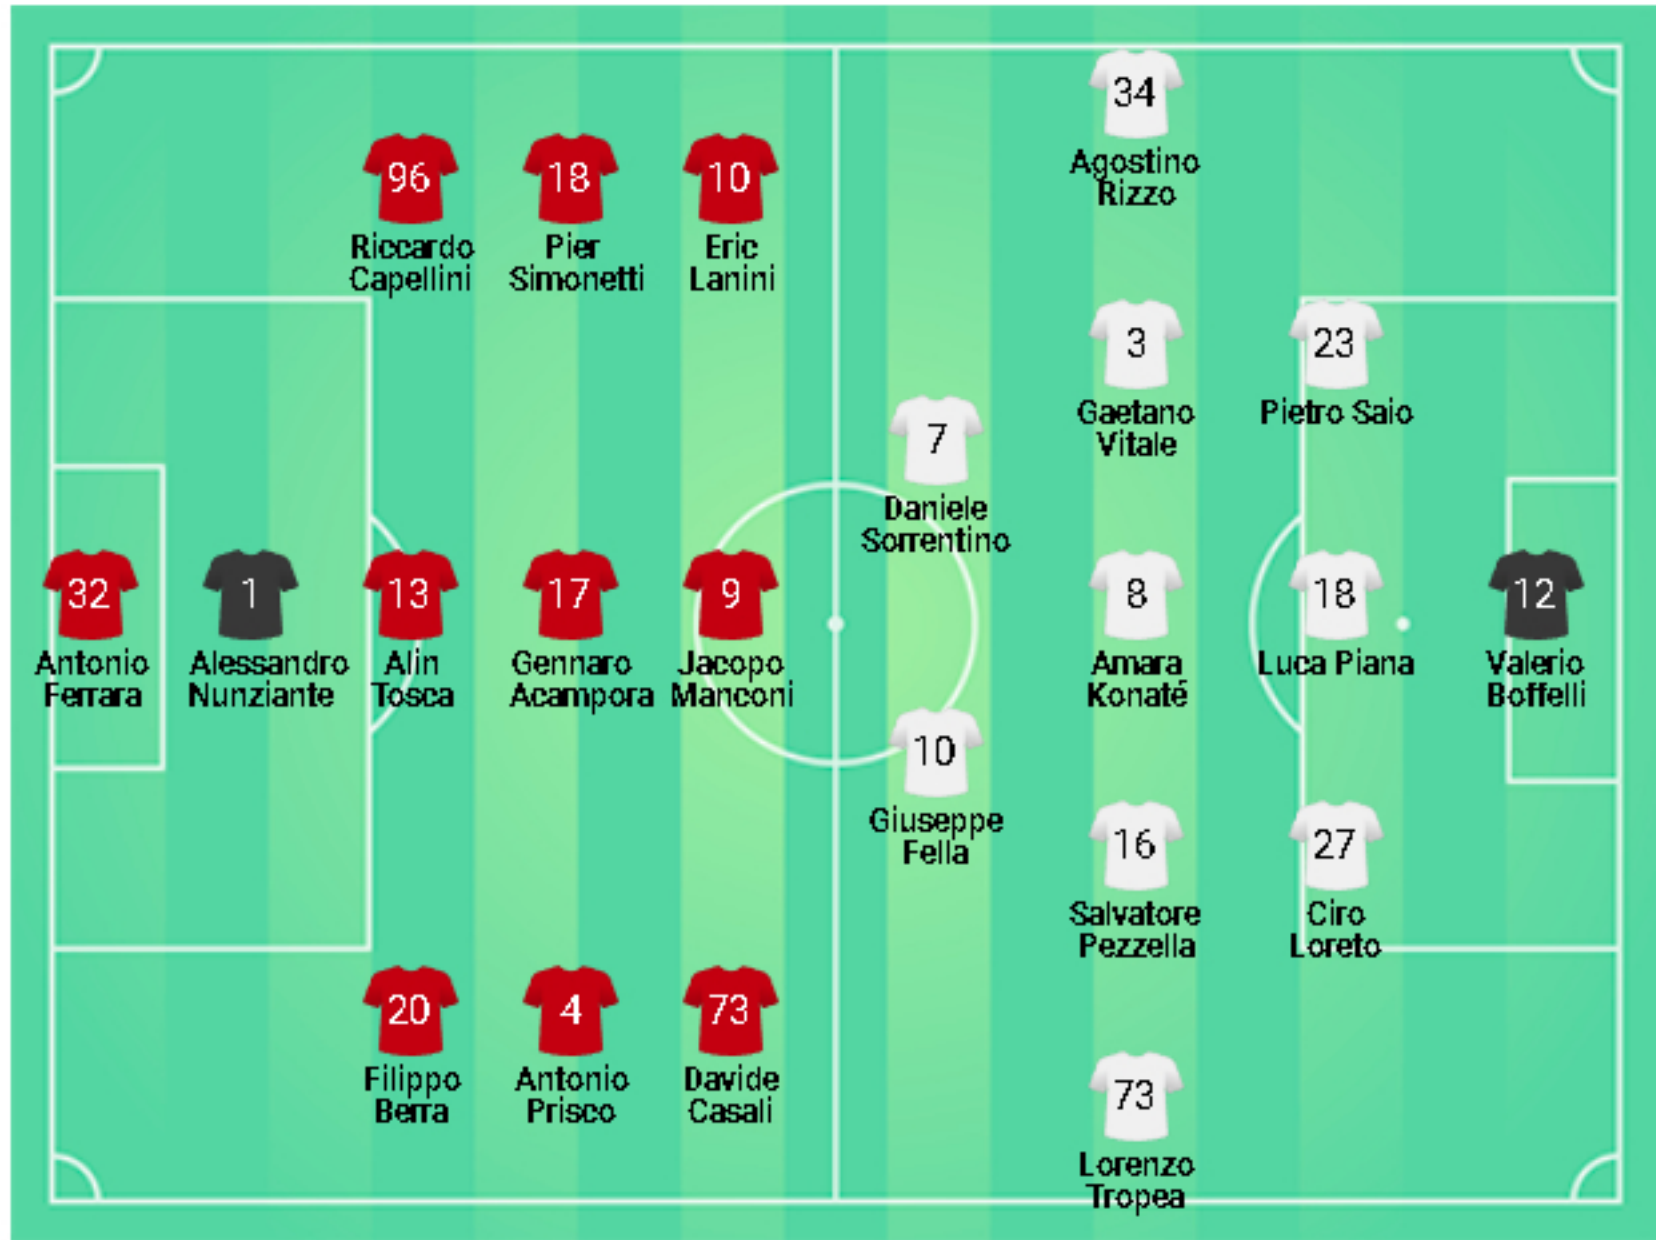 34
Agostino
Rizzo
96
Riccardo
Capellini
18
Pier
Simonetti
10
Eric
Lanini
3
Gaetano
Vitale
23
Pietro Saio
7
Daniele
Sorrentino
32
Antonio
Ferrara
1
Alessandro
Nunziante
13
Alin
Tosca
17
Gennaro
Acampora
9
Jacopo
Manconi
8
Amara
Konaté
18
Luca Piana
12
Valerio
Boffelli
10
Giuseppe
Fella
16
Salvatore
Pezzella
27
Ciro
Loreto
20
Filippo
Berra
4
Antonio
Prisco
73
Davide
Casali
73
Lorenzo
Tropea